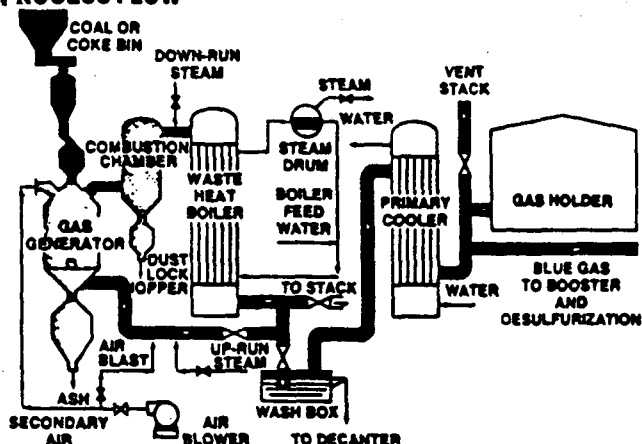 COAL OR
COKE BIN
DOWN-RUN
STEAM
STEAM
WATER
VENT
STACK
COMBUSTION
CHAMBER
STEAM
DRUM
WASTE
HEAT
BOILER
BOILER
FEED
WATER
PRIMARY
COOLER
GAS HOLDER
GAS
GENERATOR
DUST
LOCK
HOPPER
TO STACK
WATER
BLUE GAS
TO BOOSTER
AND
DESULFURIZATION
AIR
BLAST
UP-RUN
STEAM
ASH
SECONDARY
AIR
AIR
BLOWER
WASH BOX
TO DECANTER